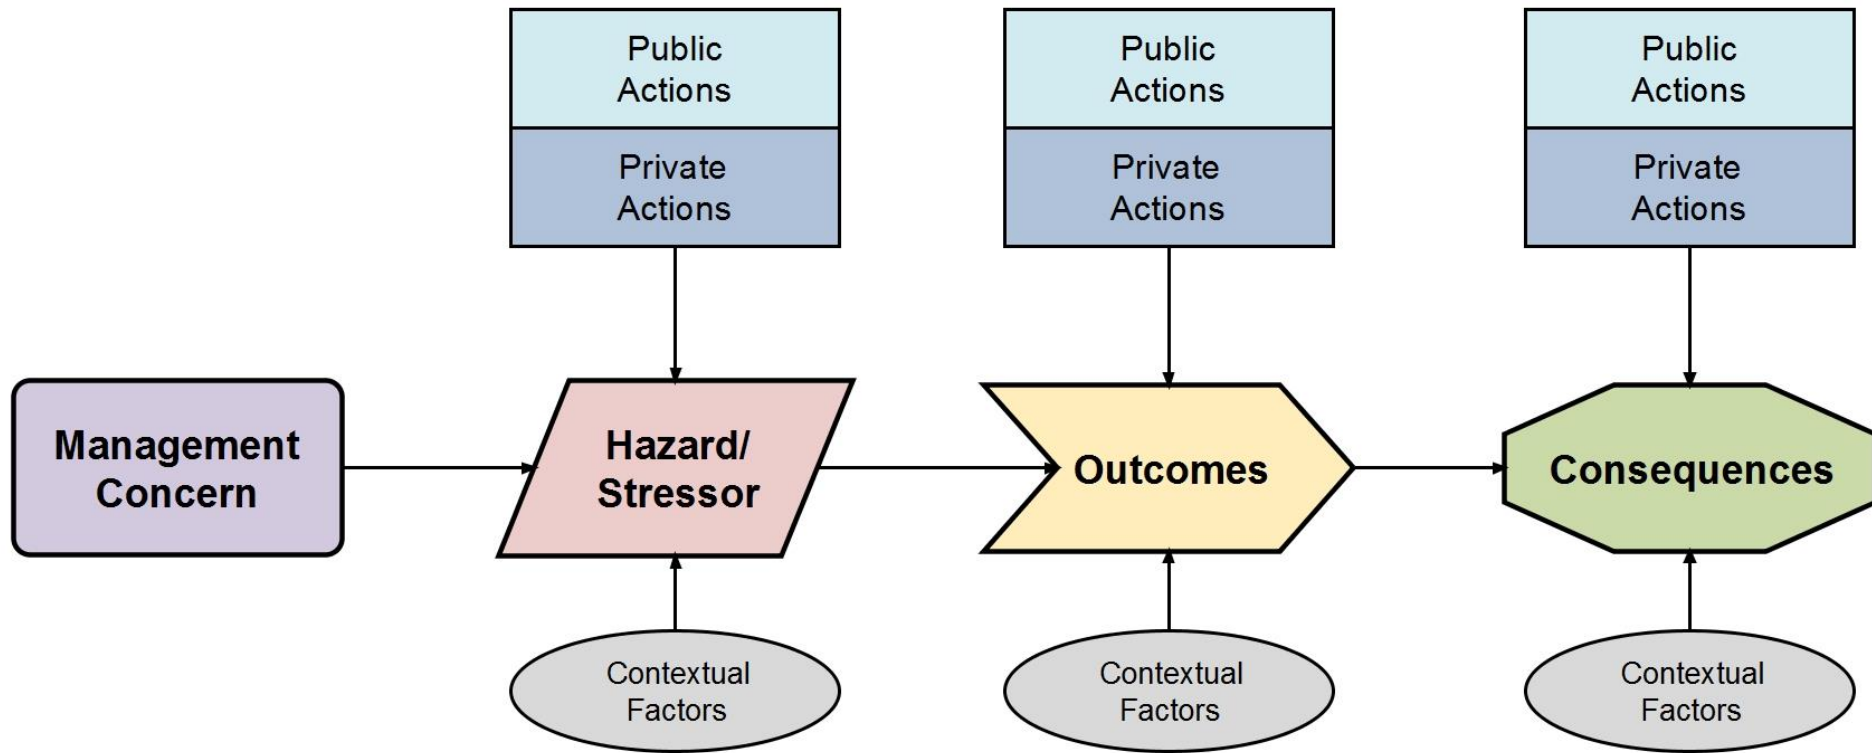 Public
Actions
Private
Actions
Public
Actions
Private
Actions
Public
Actions
Private
Actions
Management
Concern
Hazard/
Stressor
Outcomes
Consequences
Contextual
Factors
Contextual
Factors
Contextual
Factors